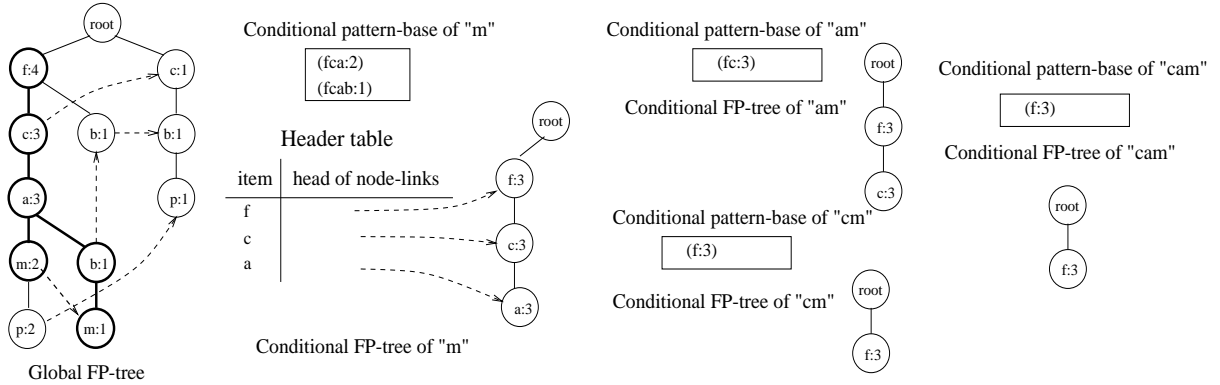 root
f:4
c:1
c:3
b:1
b:1
a:3
p:1
m:2
b:1
p:2
m:1
Global FP-tree
Conditional pattern-base of "m"
(fca:2)
(fcab:1)
Header table
item head of node-links
f
c
a
root
f:3
c:3
a:3
Conditional FP-tree of "m"
Conditional pattern-base of "am"
(fc:3)
Conditional FP-tree of "am"
root
f:3
c:3
Conditional pattern-base of "cm"
(f:3)
Conditional FP-tree of "cm"
root
f:3
Conditional pattern-base of "cam"
(f:3)
Conditional FP-tree of "cam"
root
f:3